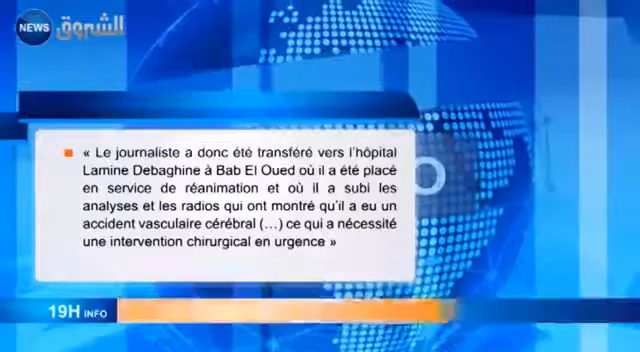 NEWS الشروق
« Le journaliste a donc été transféré vers l'hôpital
Lamine Debaghine à Bab El Oued où il a été placé
en service de réanimation et où il a subi les
analyses et les radios qui ont montré qu'il a eu un
accident vasculaire cérébral (...) ce qui a nécessité
une intervention chirurgical en urgence »
19H INFO